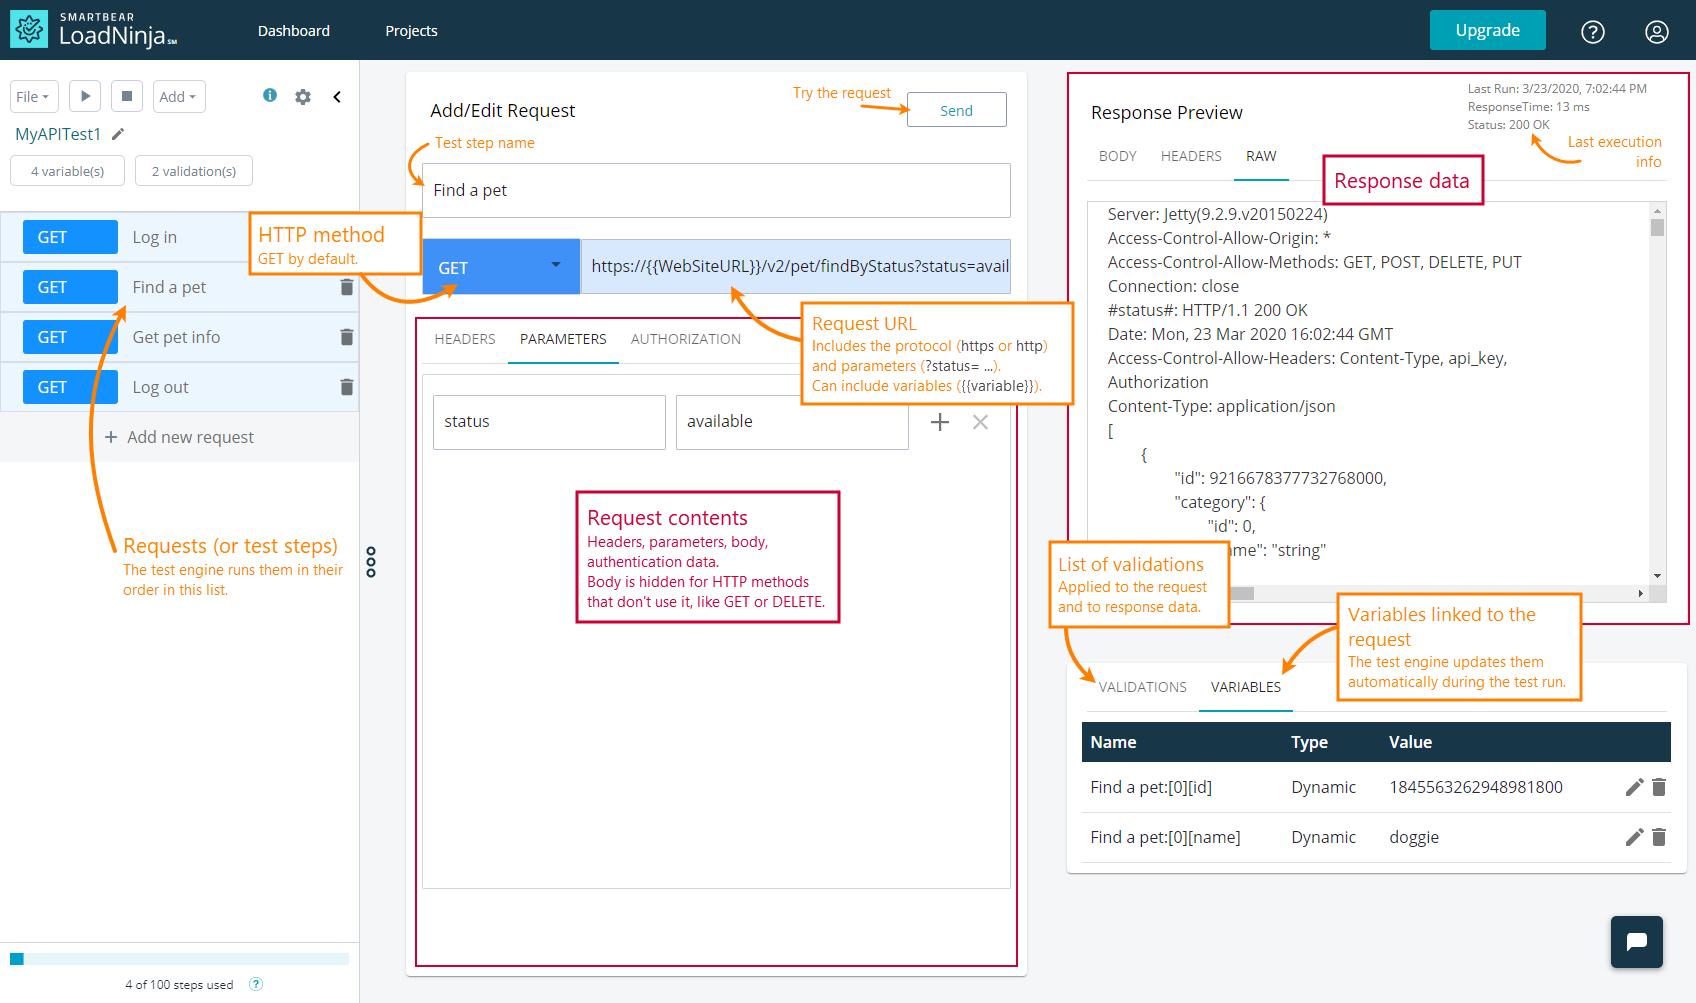 SMARTBEAR
LoadNinja SM
Dashboard
Projects
Upgrade
?
File
Add
i
MyAPITest1
4 variable(s)
2 validation(s)
GET Log in
GET Find a pet
GET Get pet info
GET Log out
+ Add new request
Requests (or test steps)
The test engine runs them in their
order in this list.
4 of 100 steps used ?
Add/Edit Request
Try the request
Send
Test step name
Find a pet
HTTP method
GET by default.
GET
https://{{WebSiteURL}}/v2/pet/findByStatus?status=avail
Request URL
Includes the protocol (https or http)
and parameters (?status= ...).
Can include variables ({{variable}}).
HEADERS PARAMETERS AUTHORIZATION
status available
Request contents
Headers, parameters, body,
authentication data.
Body is hidden for HTTP methods
that don't use it, like GET or DELETE.
Response Preview
Last Run: 3/23/2020, 7:02:44 PM
ResponseTime: 13 ms
Status: 200 OK
Last execution
info
BODY HEADERS RAW
Response data
Server: Jetty(9.2.9.v20150224)
Access-Control-Allow-Origin: *
Access-Control-Allow-Methods: GET, POST, DELETE, PUT
Connection: close
#status#: HTTP/1.1 200 OK
Date: Mon, 23 Mar 2020 16:02:44 GMT
Access-Control-Allow-Headers: Content-Type, api_key,
Authorization
Content-Type: application/json
[
{
"id": 9216678377732768000,
"category": {
"id": 0,
ame": "string"
List of validations
Applied to the request
and to response data.
Variables linked to the
request
The test engine updates them
automatically during the test run.
VALIDATIONS VARIABLES
Name Type Value
Find a pet:[0][id] Dynamic 1845563262948981800
Find a pet:[0][name] Dynamic doggie